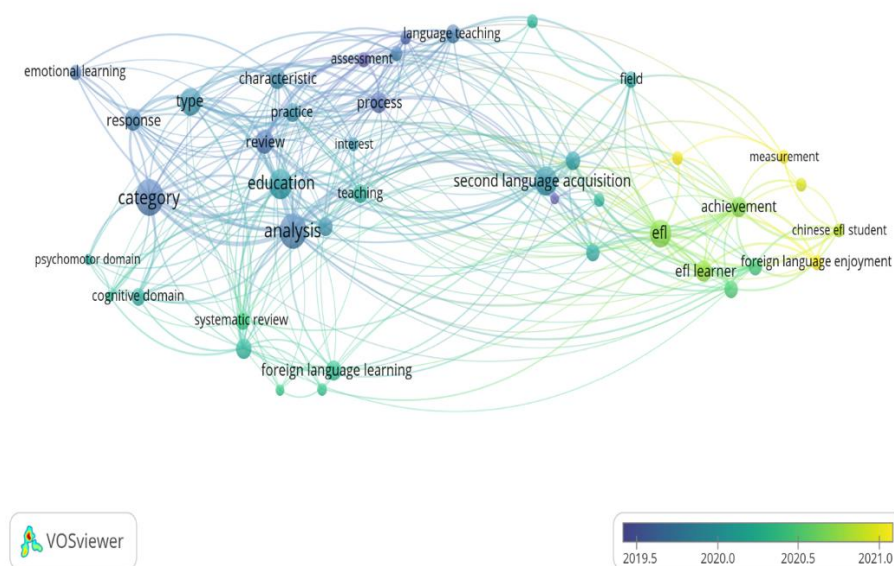 language teaching
emotional learning
assessment
characteristic
field
type
process
practice
response
review
interest
measurement
education
second language acquisition
teaching
category
achievement
analysis
efl
chinese efl student
psychomotor domain
efl learner
foreign language enjoyment
cognitive domain
systematic review
foreign language learning
VOSviewer
2019.5 2020.0 2020.5 2021.0